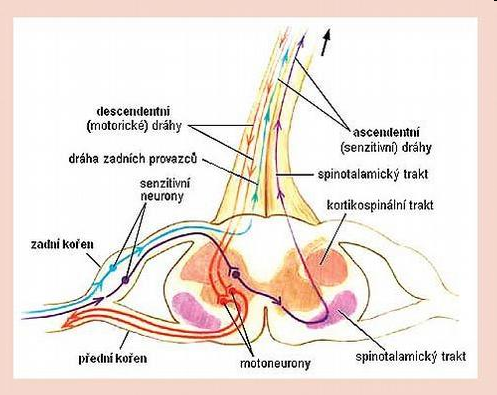 descendentní
(motorické) dráhy
dráha zadních provazců
senzitivní
neurony
zadní kořen
přední kořen
motoneurony
ascendentní
(senzitivní) dráhy
spinotalamický trakt
kortikospinální trakt
spinotalamický trakt